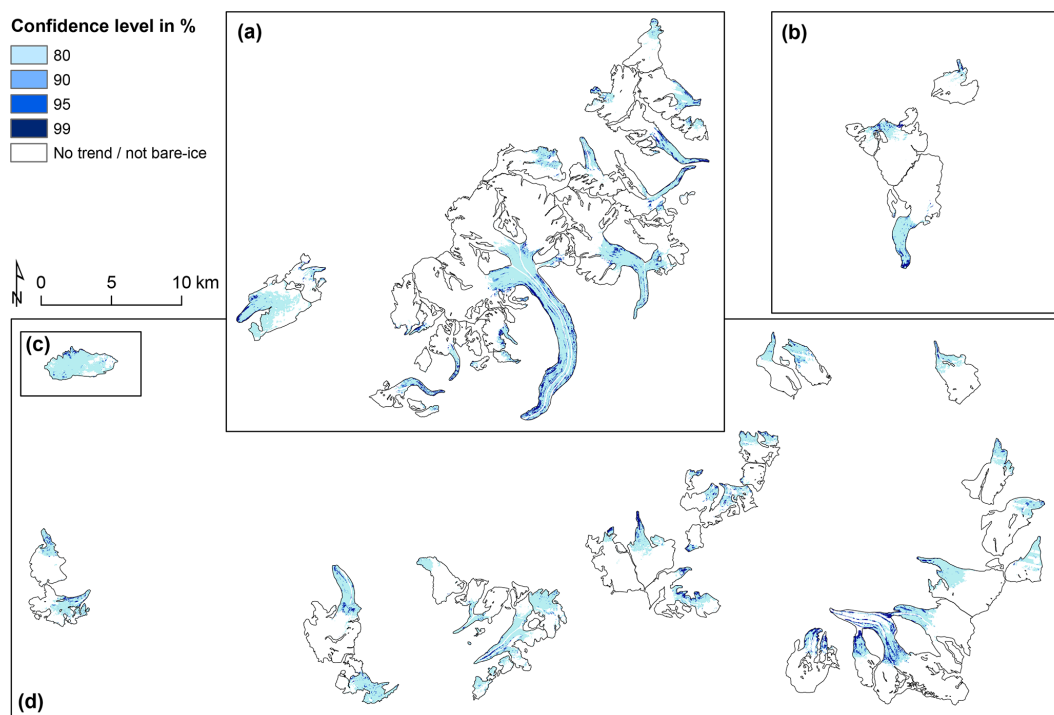 Confidence level in %
80
90
95
99
No trend / not bare-ice
N
0 5 10 km
(a)
(b)
(c)
(d)